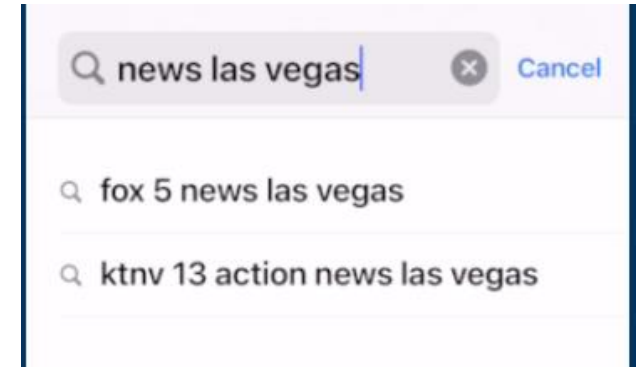 news las vegas
Cancel
fox 5 news las vegas
ktnv 13 action news las vegas